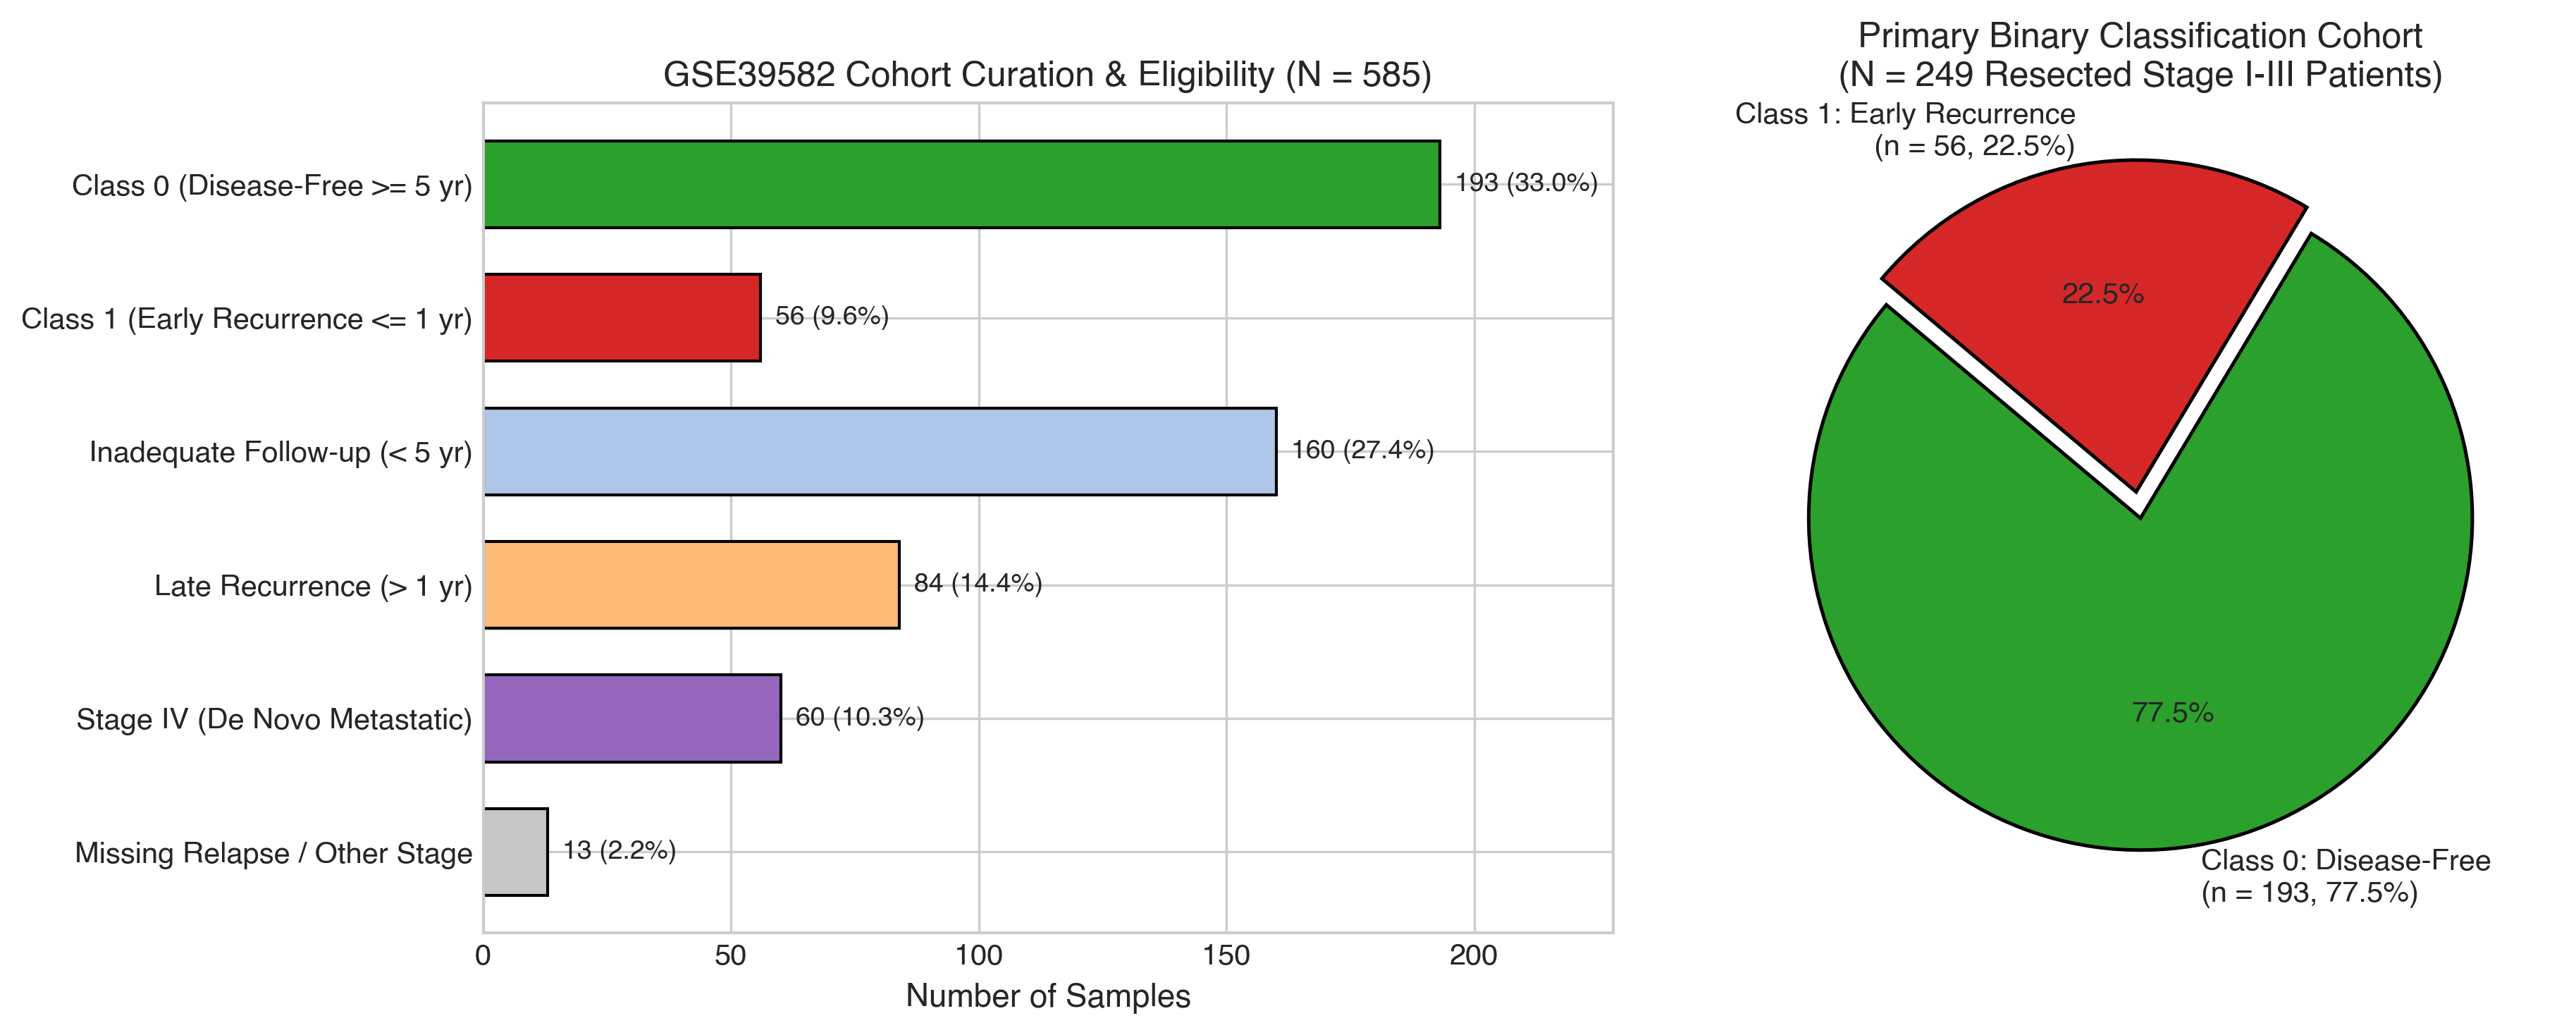 GSE39582 Cohort Curation & Eligibility (N = 585)
Class 0 (Disease-Free >= 5 yr)
193 (33.0%)
Class 1 (Early Recurrence <= 1 yr)
56 (9.6%)
Inadequate Follow-up (< 5 yr)
160 (27.4%)
Late Recurrence (> 1 yr)
84 (14.4%)
Stage IV (De Novo Metastatic)
60 (10.3%)
Missing Relapse / Other Stage
13 (2.2%)
0 50 100 150 200
Number of Samples
Primary Binary Classification Cohort
(N = 249 Resected Stage I-III Patients)
Class 1: Early Recurrence
(n = 56, 22.5%)
22.5%
77.5%
Class 0: Disease-Free
(n = 193, 77.5%)